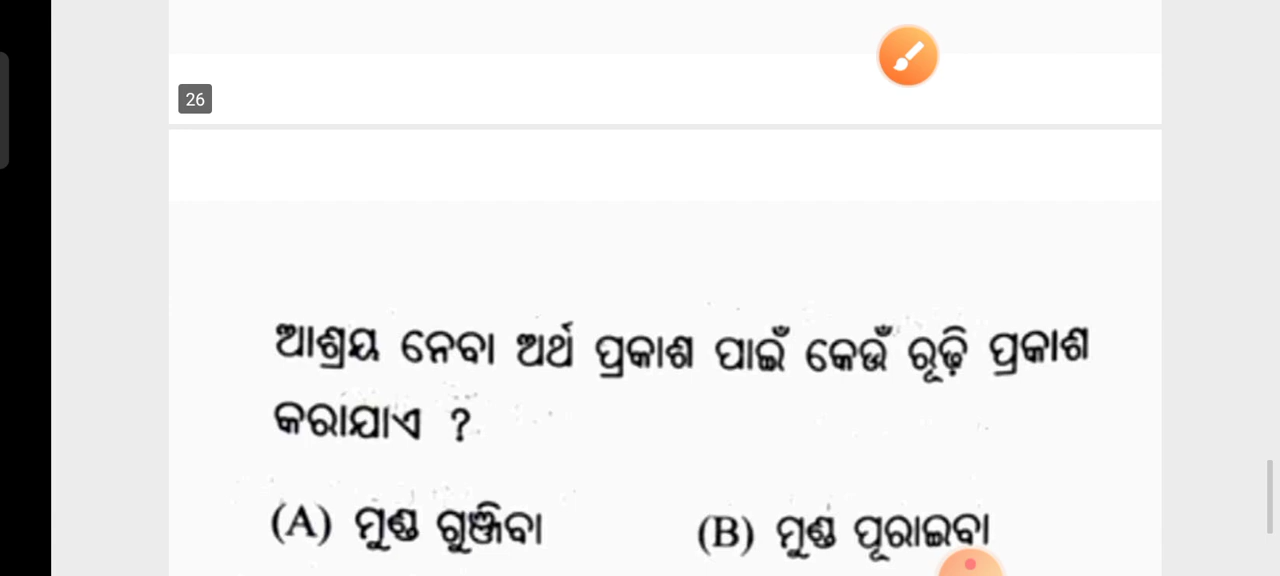 26
ଆଶ୍ରୟ ନେବା ଅର୍ଥ ପ୍ରକାଶ ପାଇଁ କେଉଁ ରୂଢ଼ି ପ୍ରକାଶ
କରାଯାଏ ?
(A) ମୁଣ୍ଡ ଗୁଞ୍ଜିବା (B) ମୁଣ୍ଡ ପୂରାଇବା